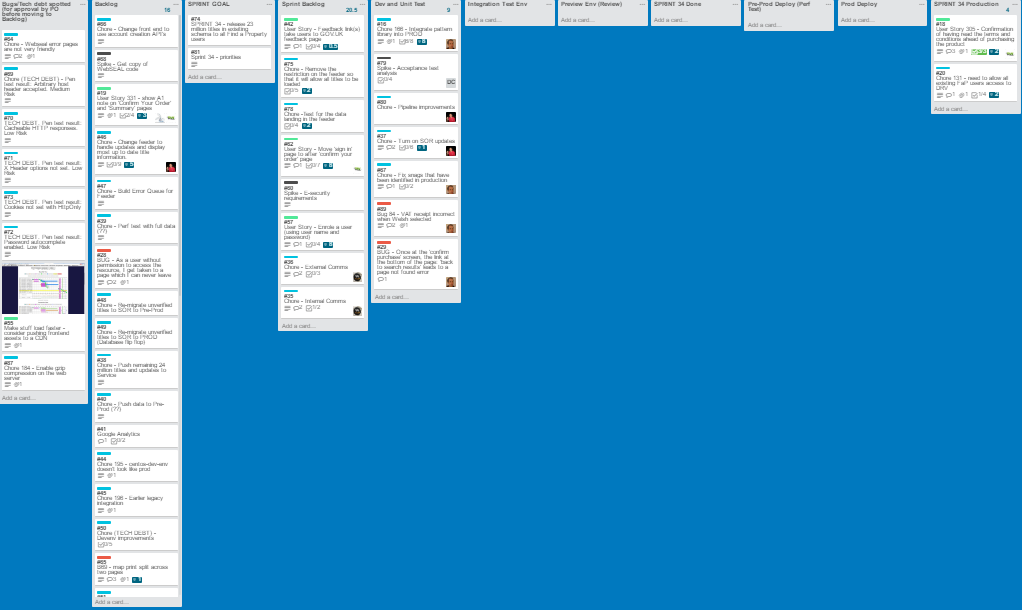 Bugs/Tech debt spotted
(for approval by PO
before moving to
Backlog)
#64
Chore - Webseal error pages
are not very friendly
2 1
#69
Chore (TECH DEBT) - Pen
test result: Arbitrary host
header accepted. Medium
Risk
#70
TECH DEBT. Pen test result:
Cacheable HTTP responses.
Low Risk
#71
TECH DEBT. Pen test result:
X Header options not set. Low
Risk
#73
TECH DEBT. Pen test result:
Cookies not set with HttpOnly
#72
TECH DEBT. Pen test result:
Password autocomplete
enabled. Low Risk
#55
Make stuff load faster -
consider pushing frontend
assets to a CDN
1
#87
Chore 184 - Enable gzip
compression on the web
server
1
Add a card...
Backlog
16
#66
Chore - Change front end to
use account creation API's
#68
Spike - Get copy of
WebSEAL code
#19
User Story 331 - show A1
note on 'Confirm Your Order'
and 'Summary' pages
1 2/4 3
#46
Chore - Change feeder to
handle updates and display
most up to date title
information.
#47
Chore - Build Error Queue for
Feeder
#39
Chore - Perf test with full data
(??)
#28
BUG - As a user without
permission to access the
resource, I get taken to a
page which I can never leave
2 1
#48
Chore - Re-migrate unverified
titles to SOR to Pre-Prod
#49
Chore - Re-migrate unverified
titles to SOR to PROD
(Database flip flop)
#38
Chore - Push remaining 24
million titles and updates to
Service
#40
Chore - Push data to Pre-
Prod (??)
#41
Google Analytics
1 0/2
#44
Chore 195 - centos-dev-env
doesn't look like prod
1
#45
Chore 196 - Earlier legacy
integration
1
#50
Chore (TECH DEBT) -
Devenv improvements
0/5
#65
BUG - map print split across
two pages
3 1 1
Add a card...
SPRINT GOAL
#74
SPRINT 34 - release 23
million titles in existing
schema to all Find a Property
users
#81
Sprint 34 - priorities
Add a card...
Sprint Backlog
20.5
#42
User Story - Feedback link(s)
take users to GOV.UK
feedback page
1 0/4 0.5
#75
Chore - Remove the
restriction on the feeder so
that it will allow all titles to be
loaded
0/5 2
#78
Chore - test for the data
landing in the feeder
0/4 2
#62
User Story - Move 'sign in'
page to after 'confirm your
order' page
1 0/7 8
#60
Spike - E-security
requirements
#57
User Story - Enrole a user
(using user name and
password)
1 0/4 8
#36
Chore - External Comms
2 0/3
#35
Chore - Internal Comms
2 1/2
Add a card...
Dev and Unit Test
9
#16
Chore 166 - Integrate pattern
library into PROD
1 8
#79
Spike - Acceptance test
analysis
0/4
#80
Chore - Pipeline improvements
#37
Chore - Turn on SOR updates
2 1
#67
Chore - Fix snags that have
been identified in production
1 0/2
#89
Bug 84 - VAT receipt incorrect
when Welsh selected
2 1
#29
BUG - Once at the 'confirm
purchase' screen, the link at
the bottom of the page: 'back
to search results' leads to a
page not found error
1
Add a card...
Integration Test Env
Add a card...
Preview Env (Review)
Add a card...
SPRINT 34 Done
Add a card...
Pre-Prod Deploy (Perf
Test)
Add a card...
Prod Deploy
Add a card...
SPRINT 34 Production
4
#18
User Story 305 - Confirmation
of having read the terms and
conditions ahead of purchasing
the product
3 1 3/3 2
#20
Chore 131 - need to allow all
existing F'aP users access to
DRV
1 1 1/4 2
Add a card...